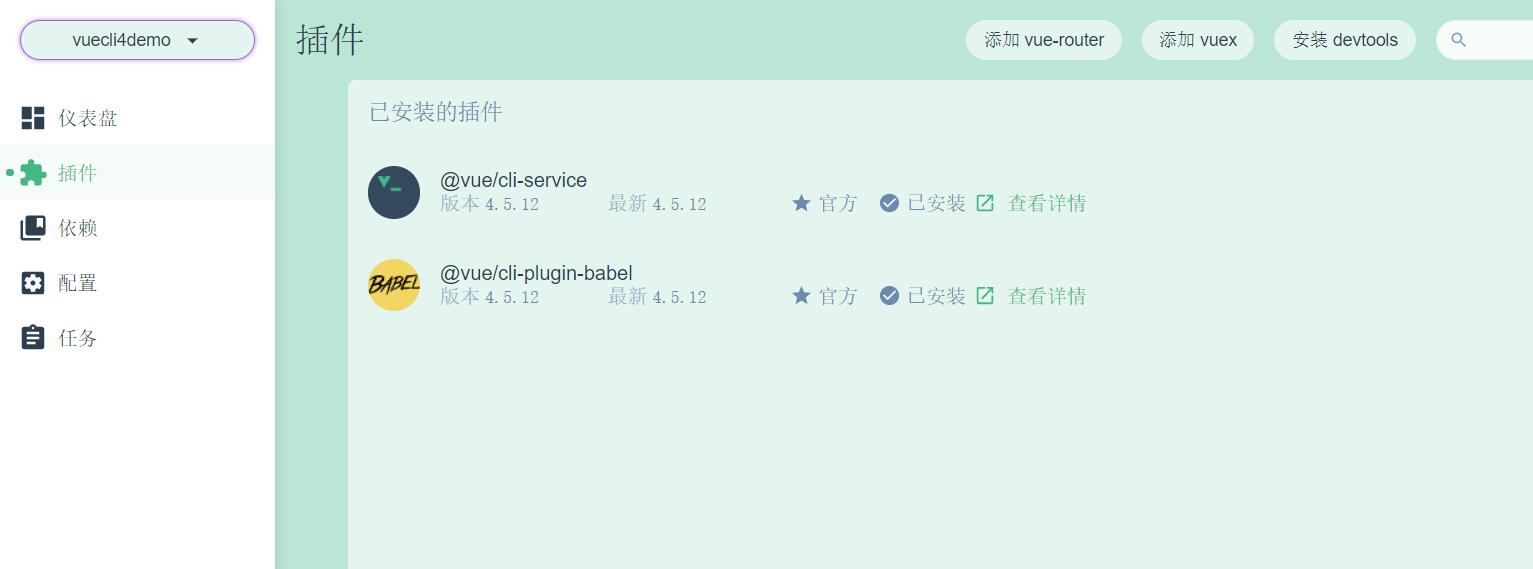 vuecli4demo
仪表盘
插件
依赖
配置
任务
插件
添加 vue-router
添加 vuex
安装 devtools
已安装的插件
@vue/cli-service
版本 4.5.12 最新 4.5.12 官方 已安装 查看详情
BABEL
@vue/cli-plugin-babel
版本 4.5.12 最新 4.5.12 官方 已安装 查看详情